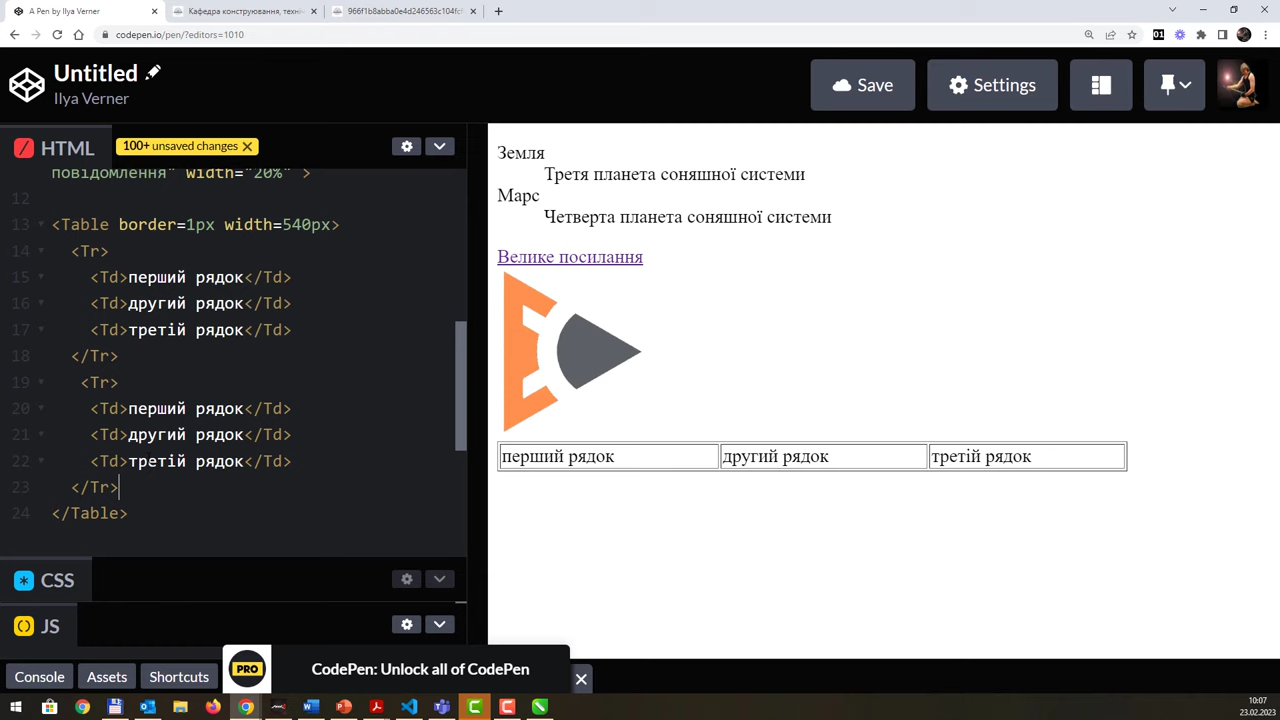 A Pen by Ilya Verner
Кафедра конструювання, техніч
966f1b8abba0e4d246563c104fc
codepen.io/pen/?editors=1010
01
Untitled
Ilya Verner
Save
Settings
HTML
100+ unsaved changes
повідомлення" width="20%" >
12
13 <Table border=1px width=540px>
14 <Tr>
15 <Td>перший рядок</Td>
16 <Td>другий рядок</Td>
17 <Td>третій рядок</Td>
18 </Tr>
19 <Tr>
20 <Td>перший рядок</Td>
21 <Td>другий рядок</Td>
22 <Td>третій рядок</Td>
23 </Tr>
24 </Table>
CSS
JS
Console
Assets
Shortcuts
PRO
CodePen: Unlock all of CodePen
Земля
Третя планета соняшної системи
Марс
Четверта планета соняшної системи
Велике посилання
перший рядок другий рядок третій рядок
10:07
23.02.2023